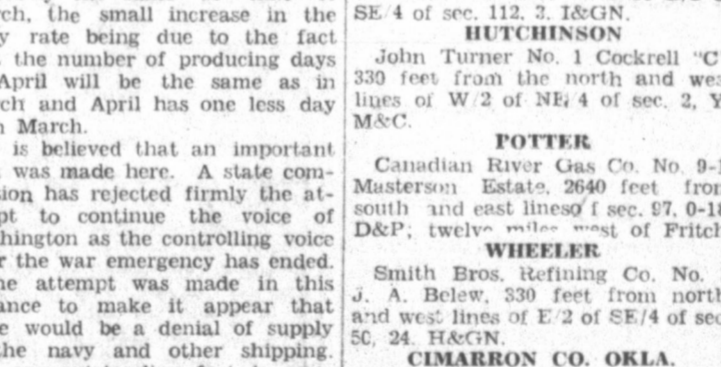 rch, the small increase in the
y rate being due to the fact
the number of producing days
April will be the same as in
ch and April has one less day
n March.
is believed that an important
was made here. A state com-
sion has rejected firmly the at-
pt to continue the voice of
hington as the controlling voice
r the war emergency has ended.
he attempt was made in this
ance to make it appear that
e would be a denial of supply
the navy and other shipping.
SE/4 of sec. 112, 3, I&GN.
HUTCHINSON
John Turner No. 1 Cockrell "C
330 feet from the north and wes
lines of W/2 of NE/4 of sec. 2, Y
M&C.
POTTER
Canadian River Gas Co. No. 9-1
Masterson Estate, 2640 feet from
south and east lineso f sec. 97, 0-18
D&P; twelve miles west of Fritch
WHEELER
Smith Bros. Refining Co. No.
J. A. Belew, 330 feet from north
and west lines of E/2 of SE/4 of sec
50, 24, H&GN.
CIMARRON CO. OKLA.